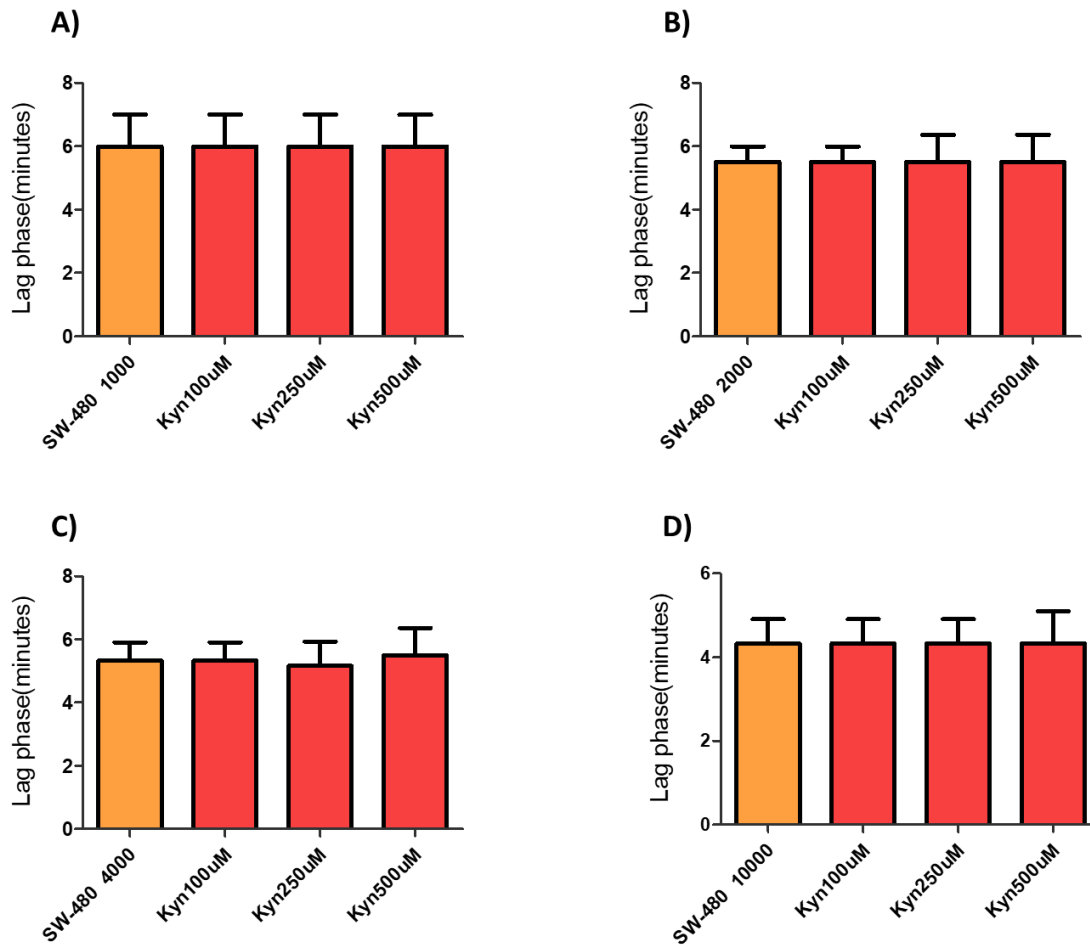 A)
Lag phase(minutes)
8
6
4
2
0
SW-480 1000
Kyn100uM
Kyn250uM
Kyn500uM
B)
Lag phase(minutes)
8
6
4
2
0
SW-480 2000
Kyn100uM
Kyn250uM
Kyn500uM
C)
Lag phase(minutes)
8
6
4
2
0
SW-480 4000
Kyn100uM
Kyn250uM
Kyn500uM
D)
Lag phase(minutes)
6
4
2
0
SW-480 10000
Kyn100uM
Kyn250uM
Kyn500uM